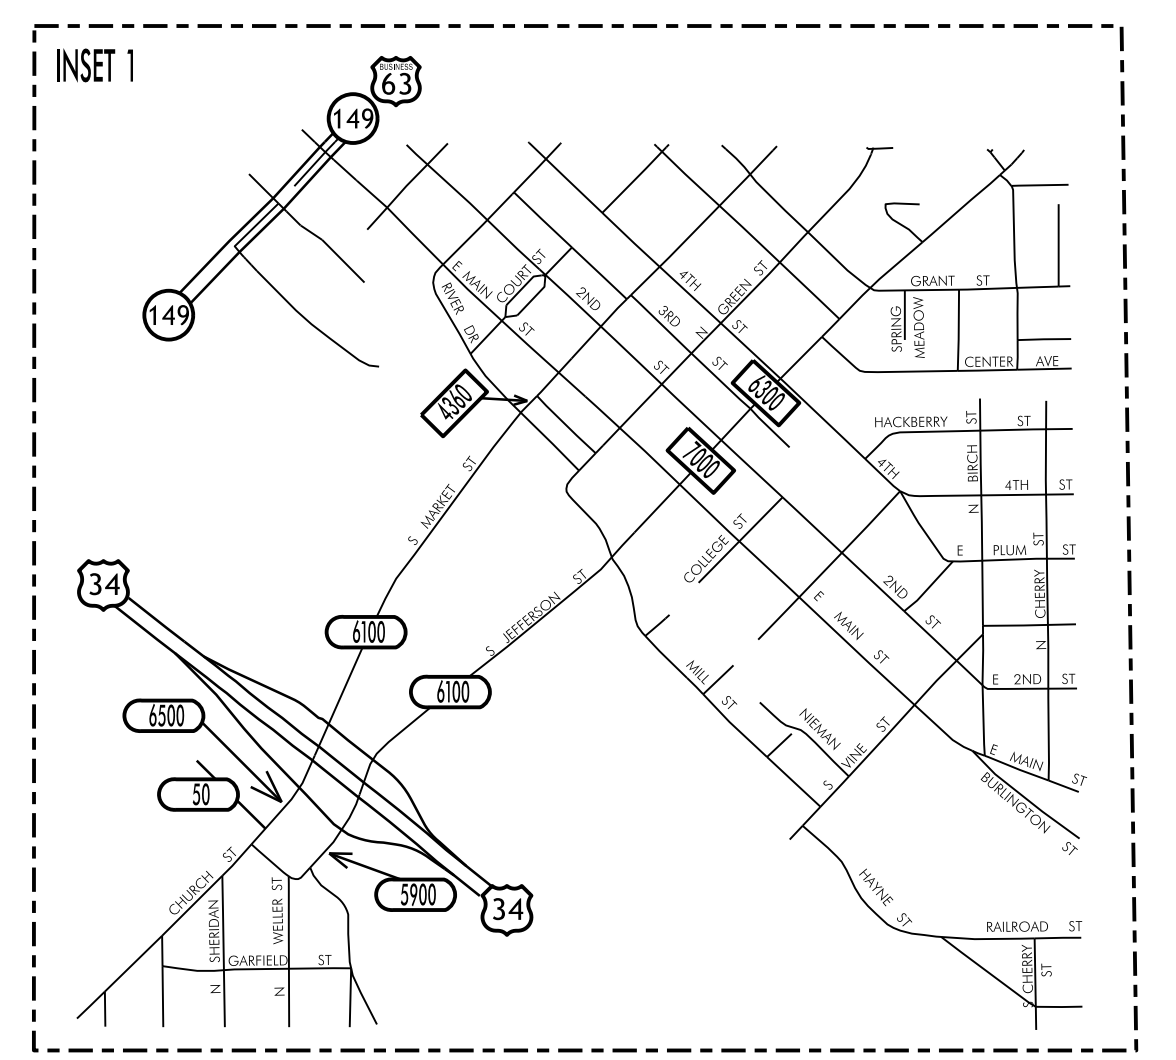 INSET 1
BUSINESS
63
149
149
E MAIN ST
COURT ST
RIVER DR
2ND ST
3RD ST
4TH ST
N GREEN ST
GRANT ST
SPRING
MEADOW
CENTER AVE
4360
6300
7000
HACKBERRY ST
N BIRCH ST
4TH
4TH ST
S MARKET ST
COLLEGE ST
E PLUM ST
N CHERRY ST
34
S JEFFERSON ST
2ND ST
E MAIN ST
6100
6100
MILL ST
E 2ND ST
6500
NIEMAN
S VINE ST
E MAIN ST
50
BURLINGTON ST
CHURCH ST
5900
34
HAYNE ST
N SHERIDAN
N WELLER ST
RAILROAD ST
GARFIELD ST
S CHERRY ST